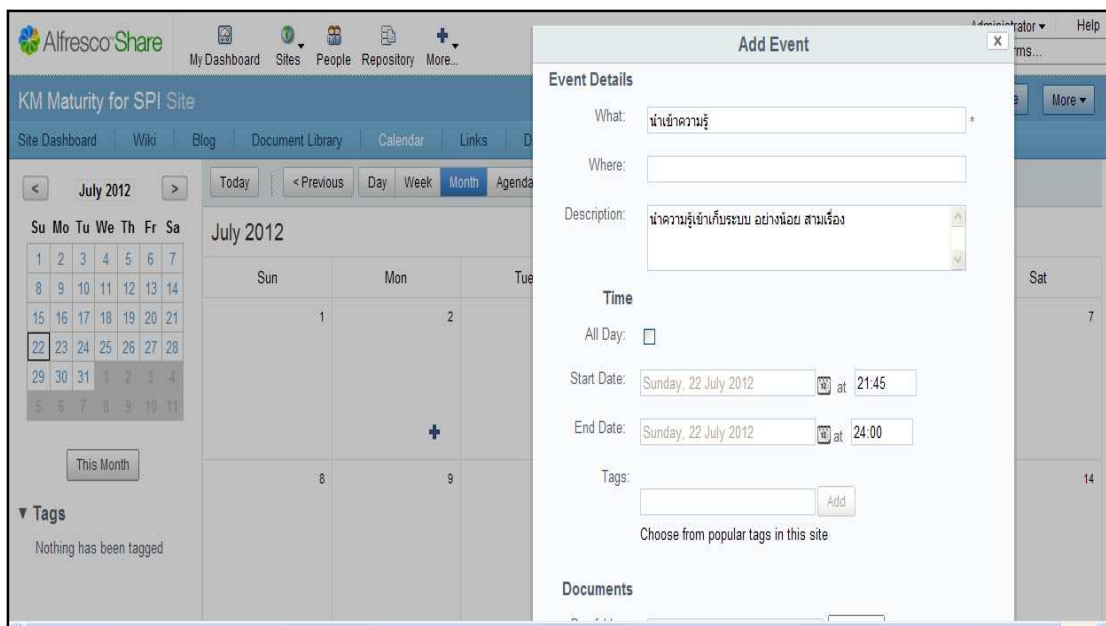 Alfresco Share
My Dashboard Sites People Repository More...
Help
KM Maturity for SPI Site
More
Site Dashboard Wiki Blog Document Library Calendar Links
July 2012
Su Mo Tu We Th Fr Sa
1 2 3 4 5 6 7
8 9 10 11 12 13 14
15 16 17 18 19 20 21
22 23 24 25 26 27 28
29 30 31 1 2 3 4
5 6 7 8 9 10 11
This Month
Tags
Nothing has been tagged
Today < Previous Day Week Month Agenda
July 2012
Sun Mon Tue Sat
1 2 7
8 9 14
Add Event
X
Event Details
What: นำเข้าความรู้ *
Where:
Description: นำความรู้เข้าเก็บระบบ อย่างน้อย สามเรื่อง
Time
All Day:
Start Date: Sunday, 22 July 2012 at 21:45
End Date: Sunday, 22 July 2012 at 24:00
Tags:
Add
Choose from popular tags in this site
Documents